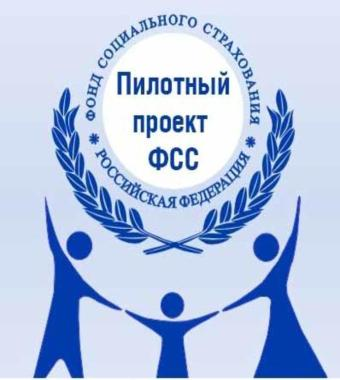 ФОНД СОЦИАЛЬНОГО СТРАХОВАНИЯ
Пилотный
проект
ФСС
* РОССИЙСКАЯ ФЕДЕРАЦИЯ *